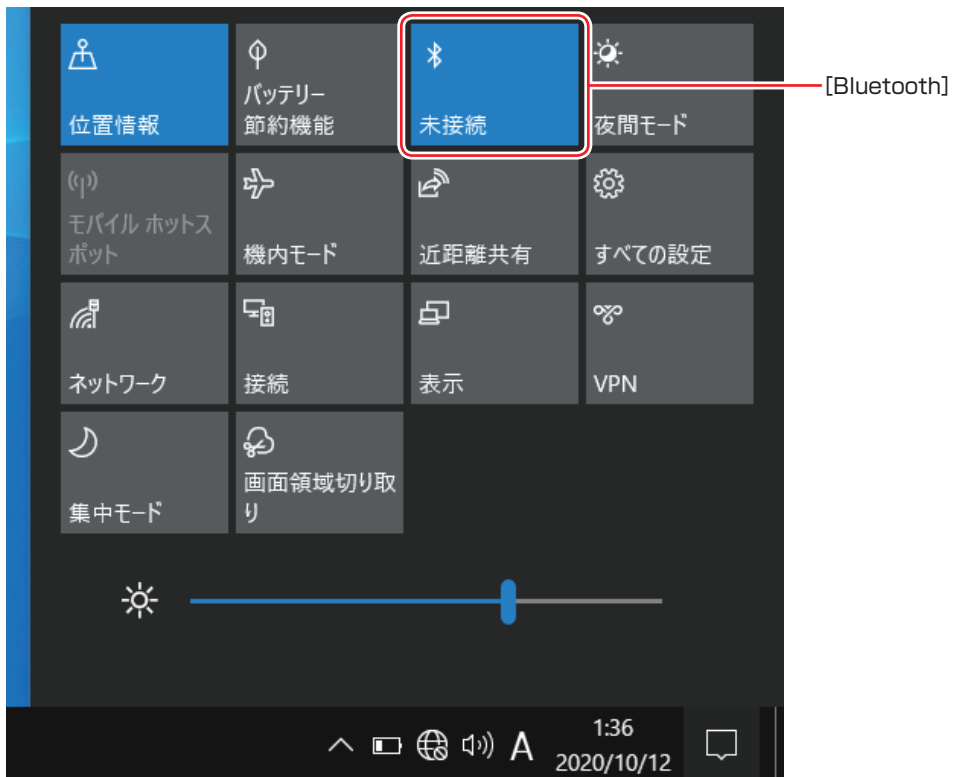 位置情報
バッテリー
節約機能
未接続
夜間モード
[Bluetooth]
モバイル ホットス
ポット
機内モード
近距離共有
すべての設定
ネットワーク
接続
表示
VPN
集中モード
画面領域切り取
り
A
1:36
2020/10/12